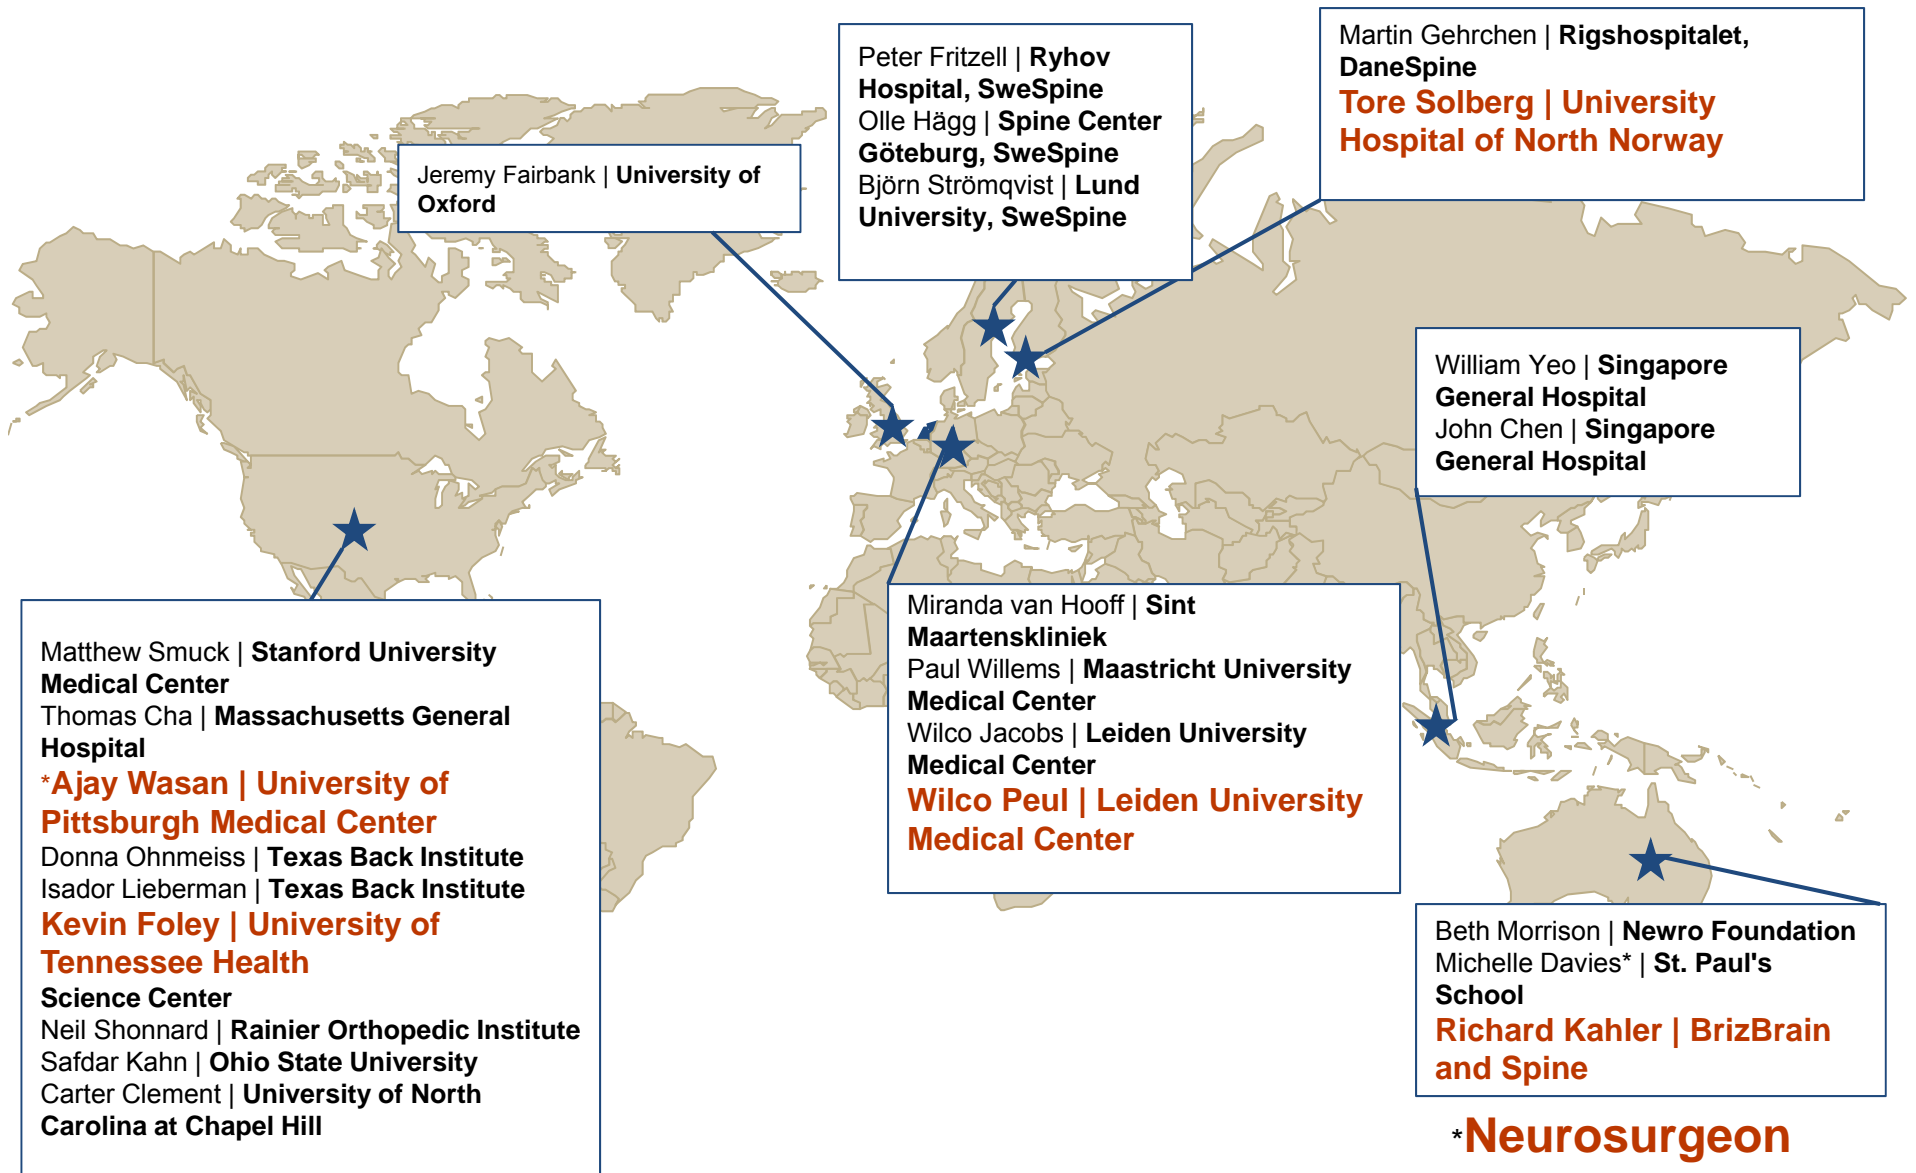 Peter Fritzell | Ryhov
Hospital, SweSpine
Olle Hägg | Spine Center
Göteburg, SweSpine
Björn Strömqvist | Lund
University, SweSpine
Martin Gehrchen | Rigshospitalet,
DaneSpine
Tore Solberg | University
Hospital of North Norway
Jeremy Fairbank | University of
Oxford
William Yeo | Singapore
General Hospital
John Chen | Singapore
General Hospital
Matthew Smuck | Stanford University
Medical Center
Thomas Cha | Massachusetts General
Hospital
*Ajay Wasan | University of
Pittsburgh Medical Center
Donna Ohnmeiss | Texas Back Institute
Isador Lieberman | Texas Back Institute
Kevin Foley | University of
Tennessee Health
Science Center
Neil Shonnard | Rainier Orthopedic Institute
Safdar Kahn | Ohio State University
Carter Clement | University of North
Carolina at Chapel Hill
Miranda van Hooff | Sint
Maartenskliniek
Paul Willems | Maastricht University
Medical Center
Wilco Jacobs | Leiden University
Medical Center
Wilco Peul | Leiden University
Medical Center
Beth Morrison | Newro Foundation
Michelle Davies* | St. Paul's
School
Richard Kahler | BrizBrain
and Spine
*Neurosurgeon